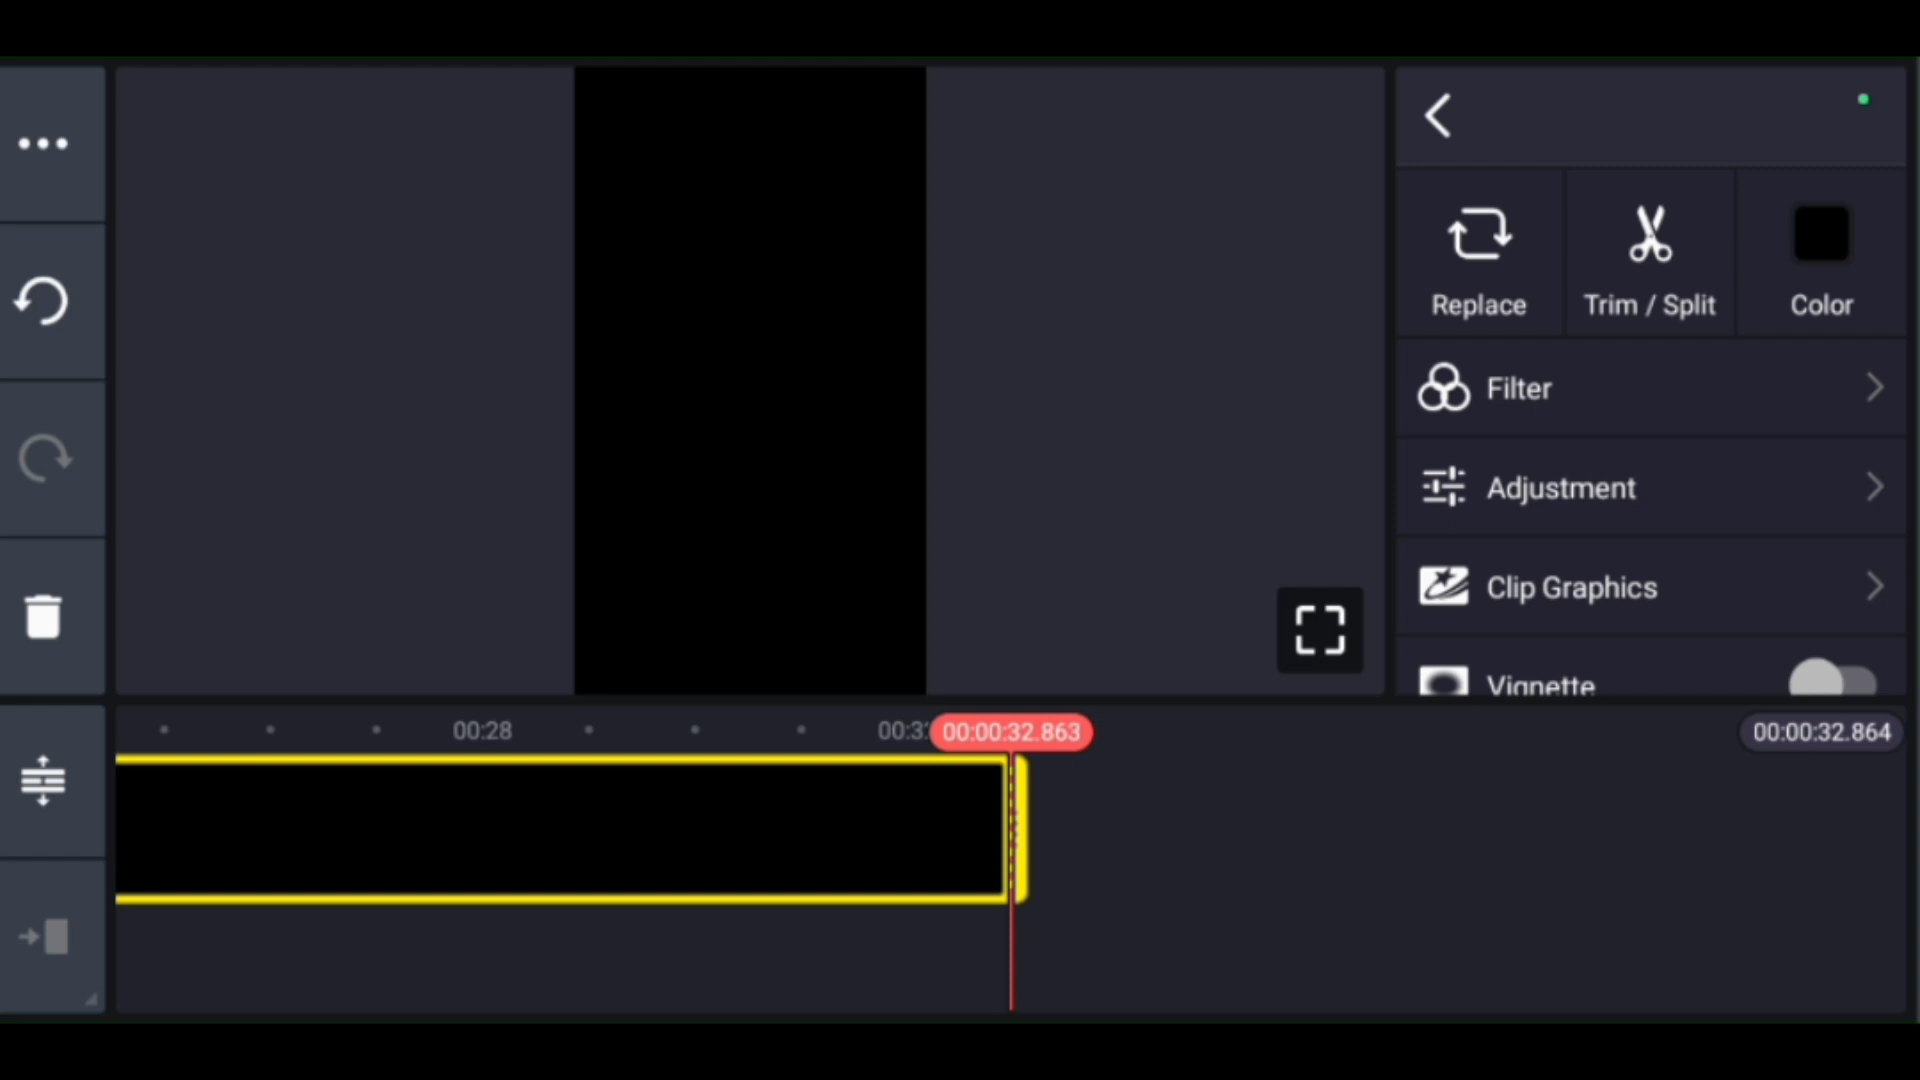 Replace
Trim / Split
Color
Filter
Adjustment
Clip Graphics
Vignette
00:28
00:3
00:00:32.863
00:00:32.864